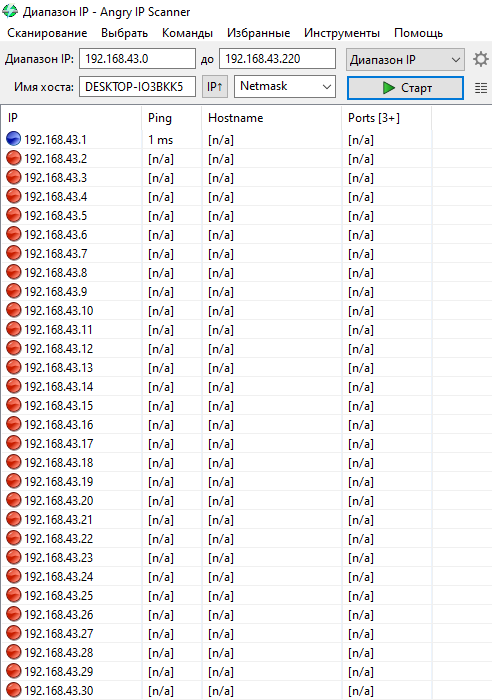 Диапазон IP - Angry IP Scanner
Сканирование Выбрать Команды Избранные Инструменты Помощь
Диапазон IP: 192.168.43.0 до 192.168.43.220 Диапазон IP
Имя хоста: DESKTOP-IO3BKK5 IP↑ Netmask Старт
IP Ping Hostname Ports [3+]
192.168.43.1 1 ms [n/a] [n/a]
192.168.43.2 [n/a] [n/a] [n/a]
192.168.43.3 [n/a] [n/a] [n/a]
192.168.43.4 [n/a] [n/a] [n/a]
192.168.43.5 [n/a] [n/a] [n/a]
192.168.43.6 [n/a] [n/a] [n/a]
192.168.43.7 [n/a] [n/a] [n/a]
192.168.43.8 [n/a] [n/a] [n/a]
192.168.43.9 [n/a] [n/a] [n/a]
192.168.43.10 [n/a] [n/a] [n/a]
192.168.43.11 [n/a] [n/a] [n/a]
192.168.43.12 [n/a] [n/a] [n/a]
192.168.43.13 [n/a] [n/a] [n/a]
192.168.43.14 [n/a] [n/a] [n/a]
192.168.43.15 [n/a] [n/a] [n/a]
192.168.43.16 [n/a] [n/a] [n/a]
192.168.43.17 [n/a] [n/a] [n/a]
192.168.43.18 [n/a] [n/a] [n/a]
192.168.43.19 [n/a] [n/a] [n/a]
192.168.43.20 [n/a] [n/a] [n/a]
192.168.43.21 [n/a] [n/a] [n/a]
192.168.43.22 [n/a] [n/a] [n/a]
192.168.43.23 [n/a] [n/a] [n/a]
192.168.43.24 [n/a] [n/a] [n/a]
192.168.43.25 [n/a] [n/a] [n/a]
192.168.43.26 [n/a] [n/a] [n/a]
192.168.43.27 [n/a] [n/a] [n/a]
192.168.43.28 [n/a] [n/a] [n/a]
192.168.43.29 [n/a] [n/a] [n/a]
192.168.43.30 [n/a] [n/a] [n/a]